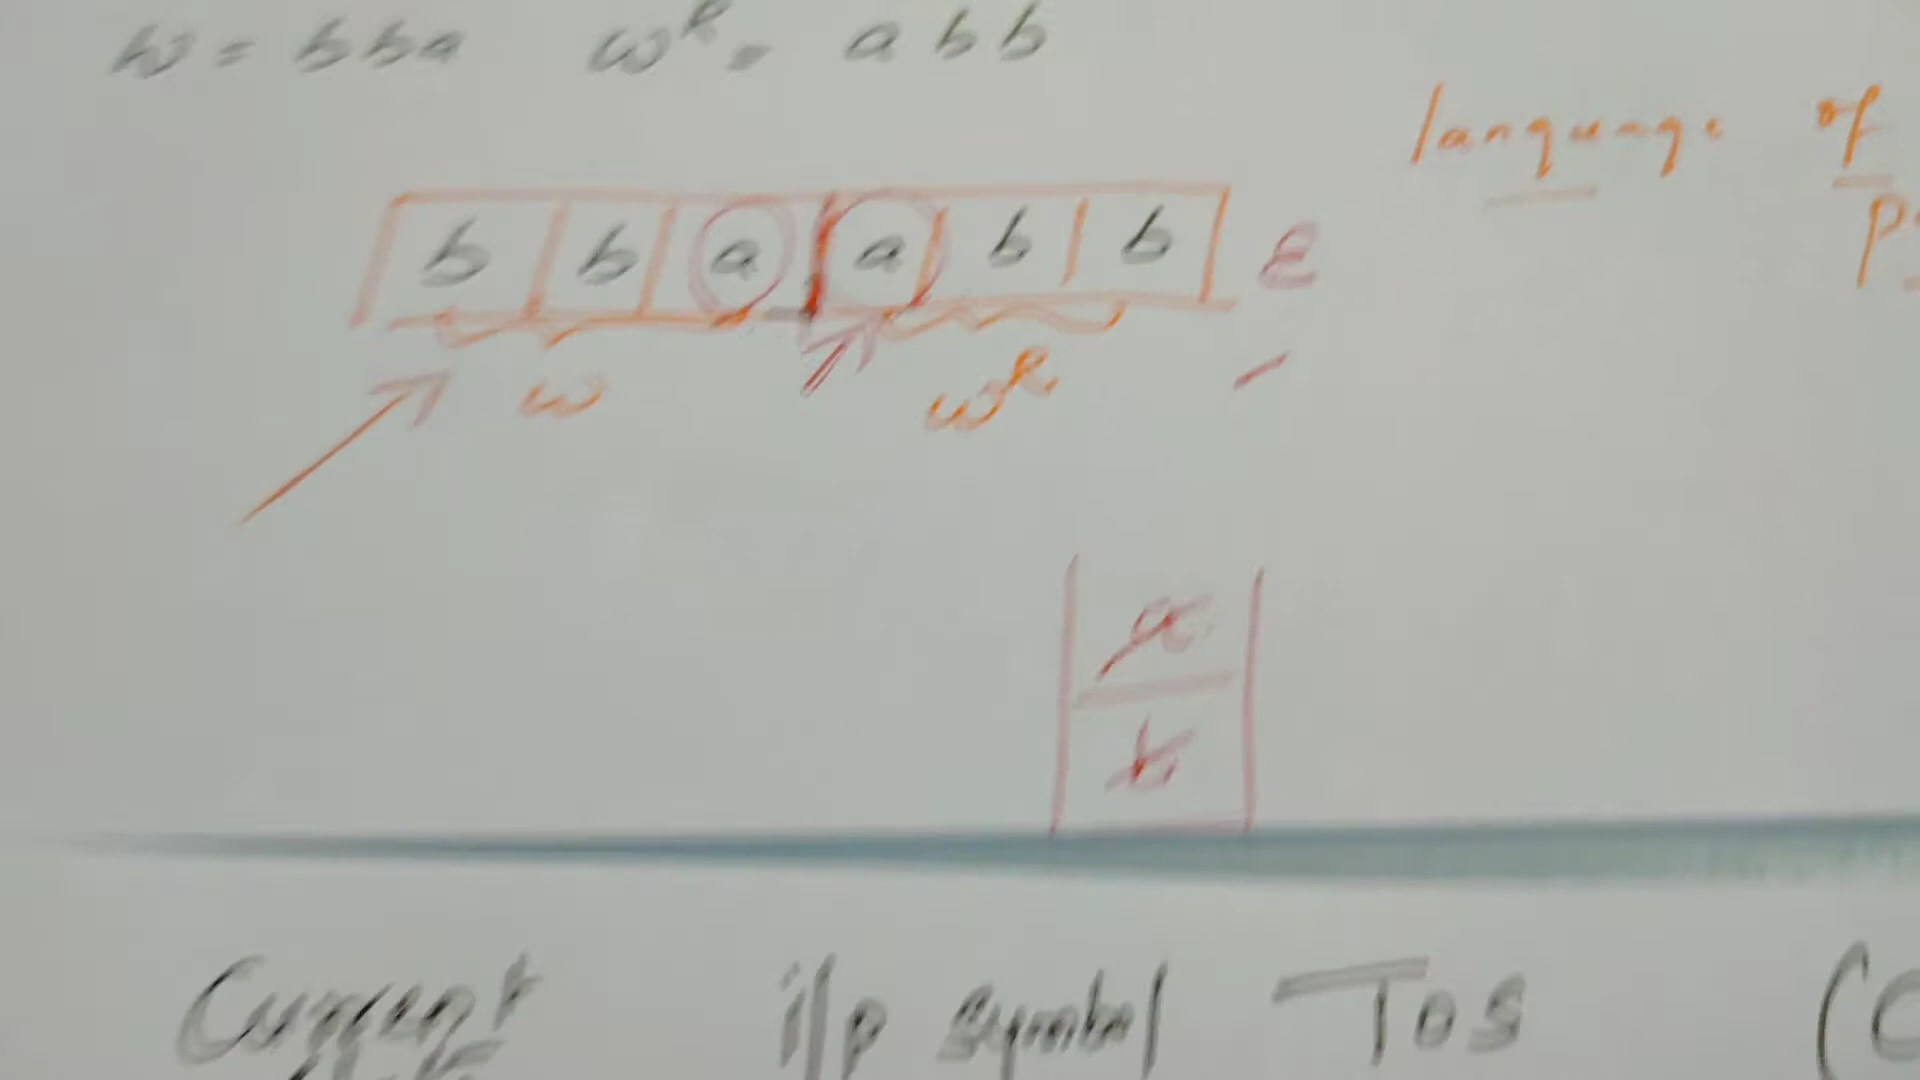 w = bba   w^R = abb
language of
b b a a b b ε
w   w^R
a
b
Current   i/p symbol   TOS   (C